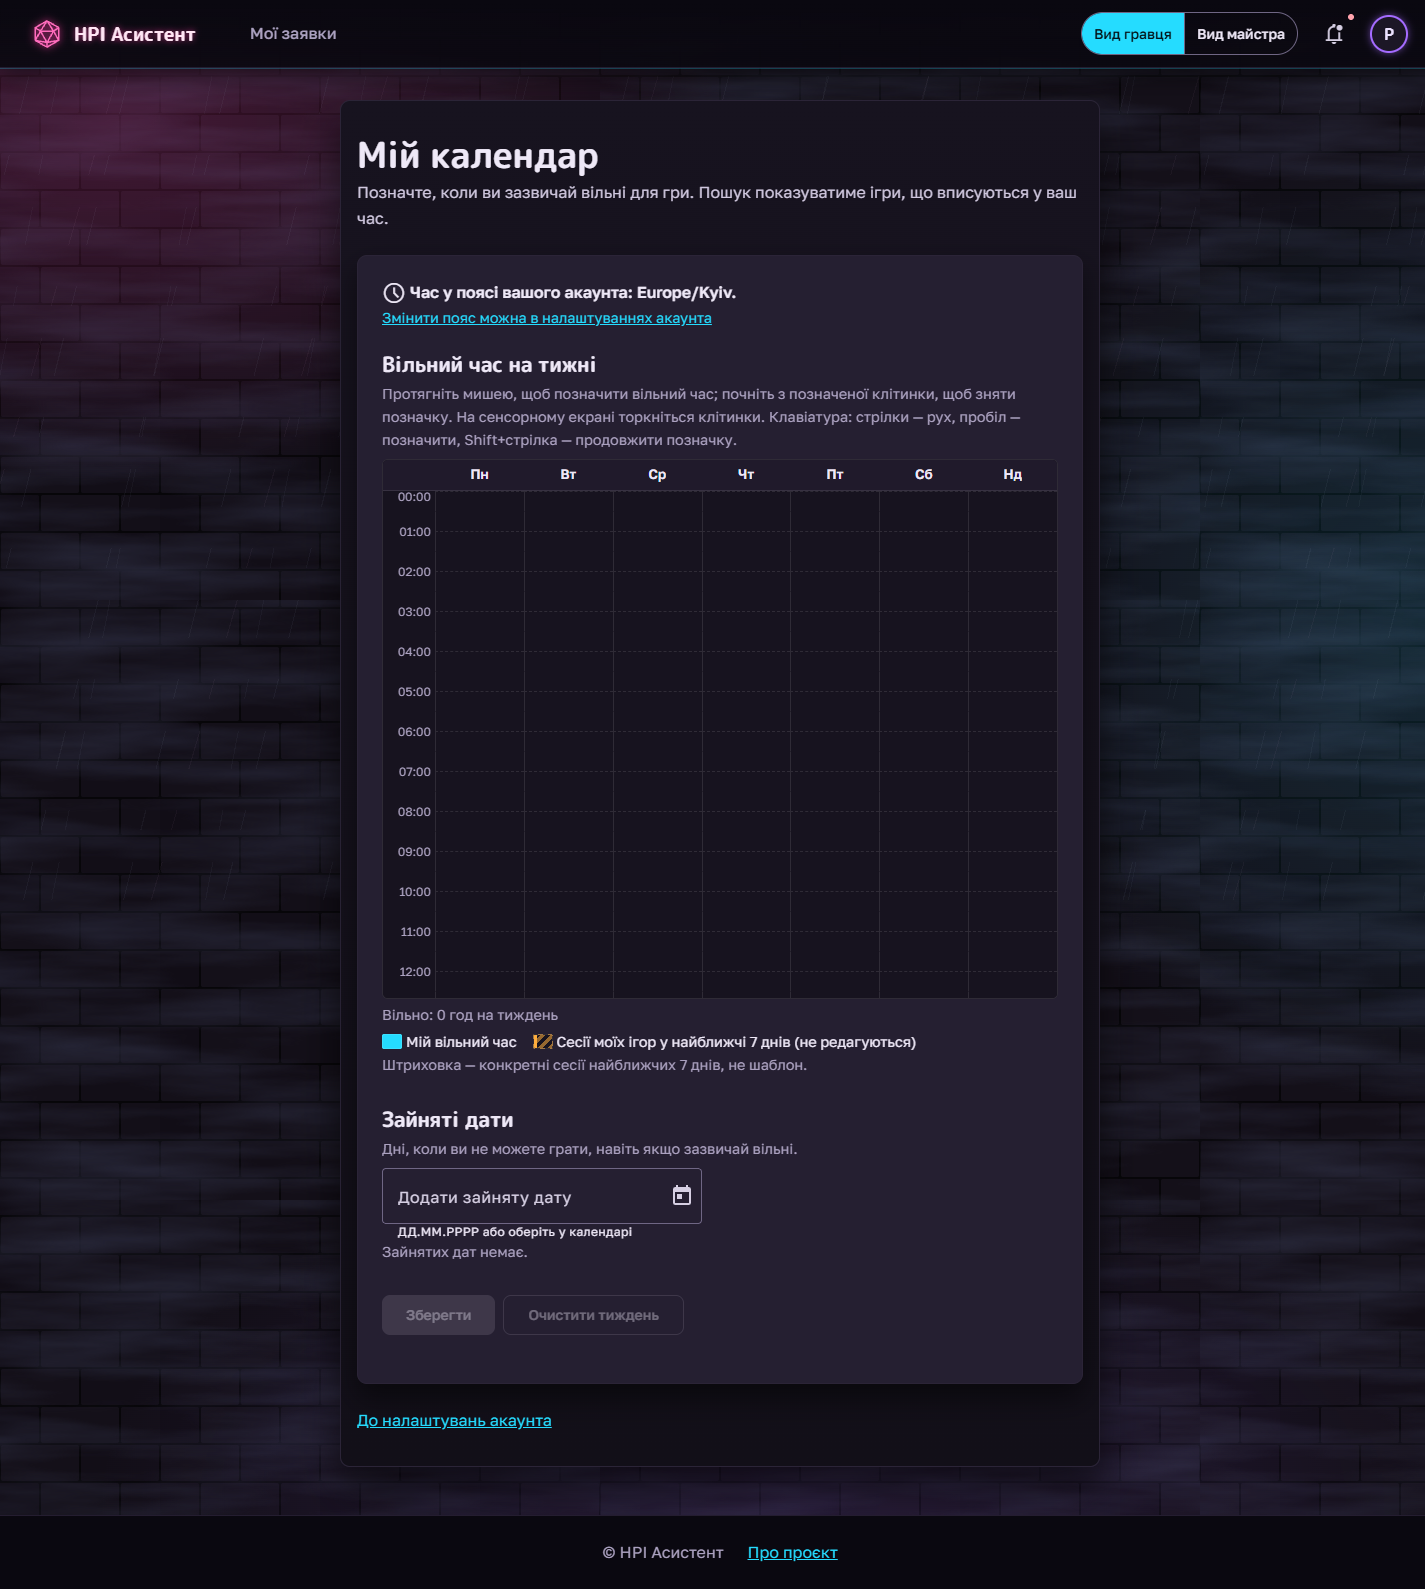 НРІ Асистент
Мої заявки
Вид гравця
Вид майстра
P
Мій календар
Позначте, коли ви зазвичай вільні для гри. Пошук показуватиме ігри, що вписуються у ваш
час.
Час у поясі вашого акаунта: Europe/Kyiv.
Змінити пояс можна в налаштуваннях акаунта
Вільний час на тижні
Протягніть мишею, щоб позначити вільний час; почніть з позначеної клітинки, щоб зняти
позначку. На сенсорному екрані торкніться клітинки. Клавіатура: стрілки — рух, пробіл —
позначити, Shift+стрілка — продовжити позначку.
Пн Вт Ср Чт Пт Сб Нд
00:00
01:00
02:00
03:00
04:00
05:00
06:00
07:00
08:00
09:00
10:00
11:00
12:00
Вільно: 0 год на тиждень
Мій вільний час
Сесії моїх ігор у найближчі 7 днів (не редагуються)
Штриховка — конкретні сесії найближчих 7 днів, не шаблон.
Зайняті дати
Дні, коли ви не можете грати, навіть якщо зазвичай вільні.
Додати зайняту дату
ДД.ММ.РРРР або оберіть у календарі
Зайнятих дат немає.
Зберегти
Очистити тиждень
До налаштувань акаунта
© НРІ Асистент
Про проєкт